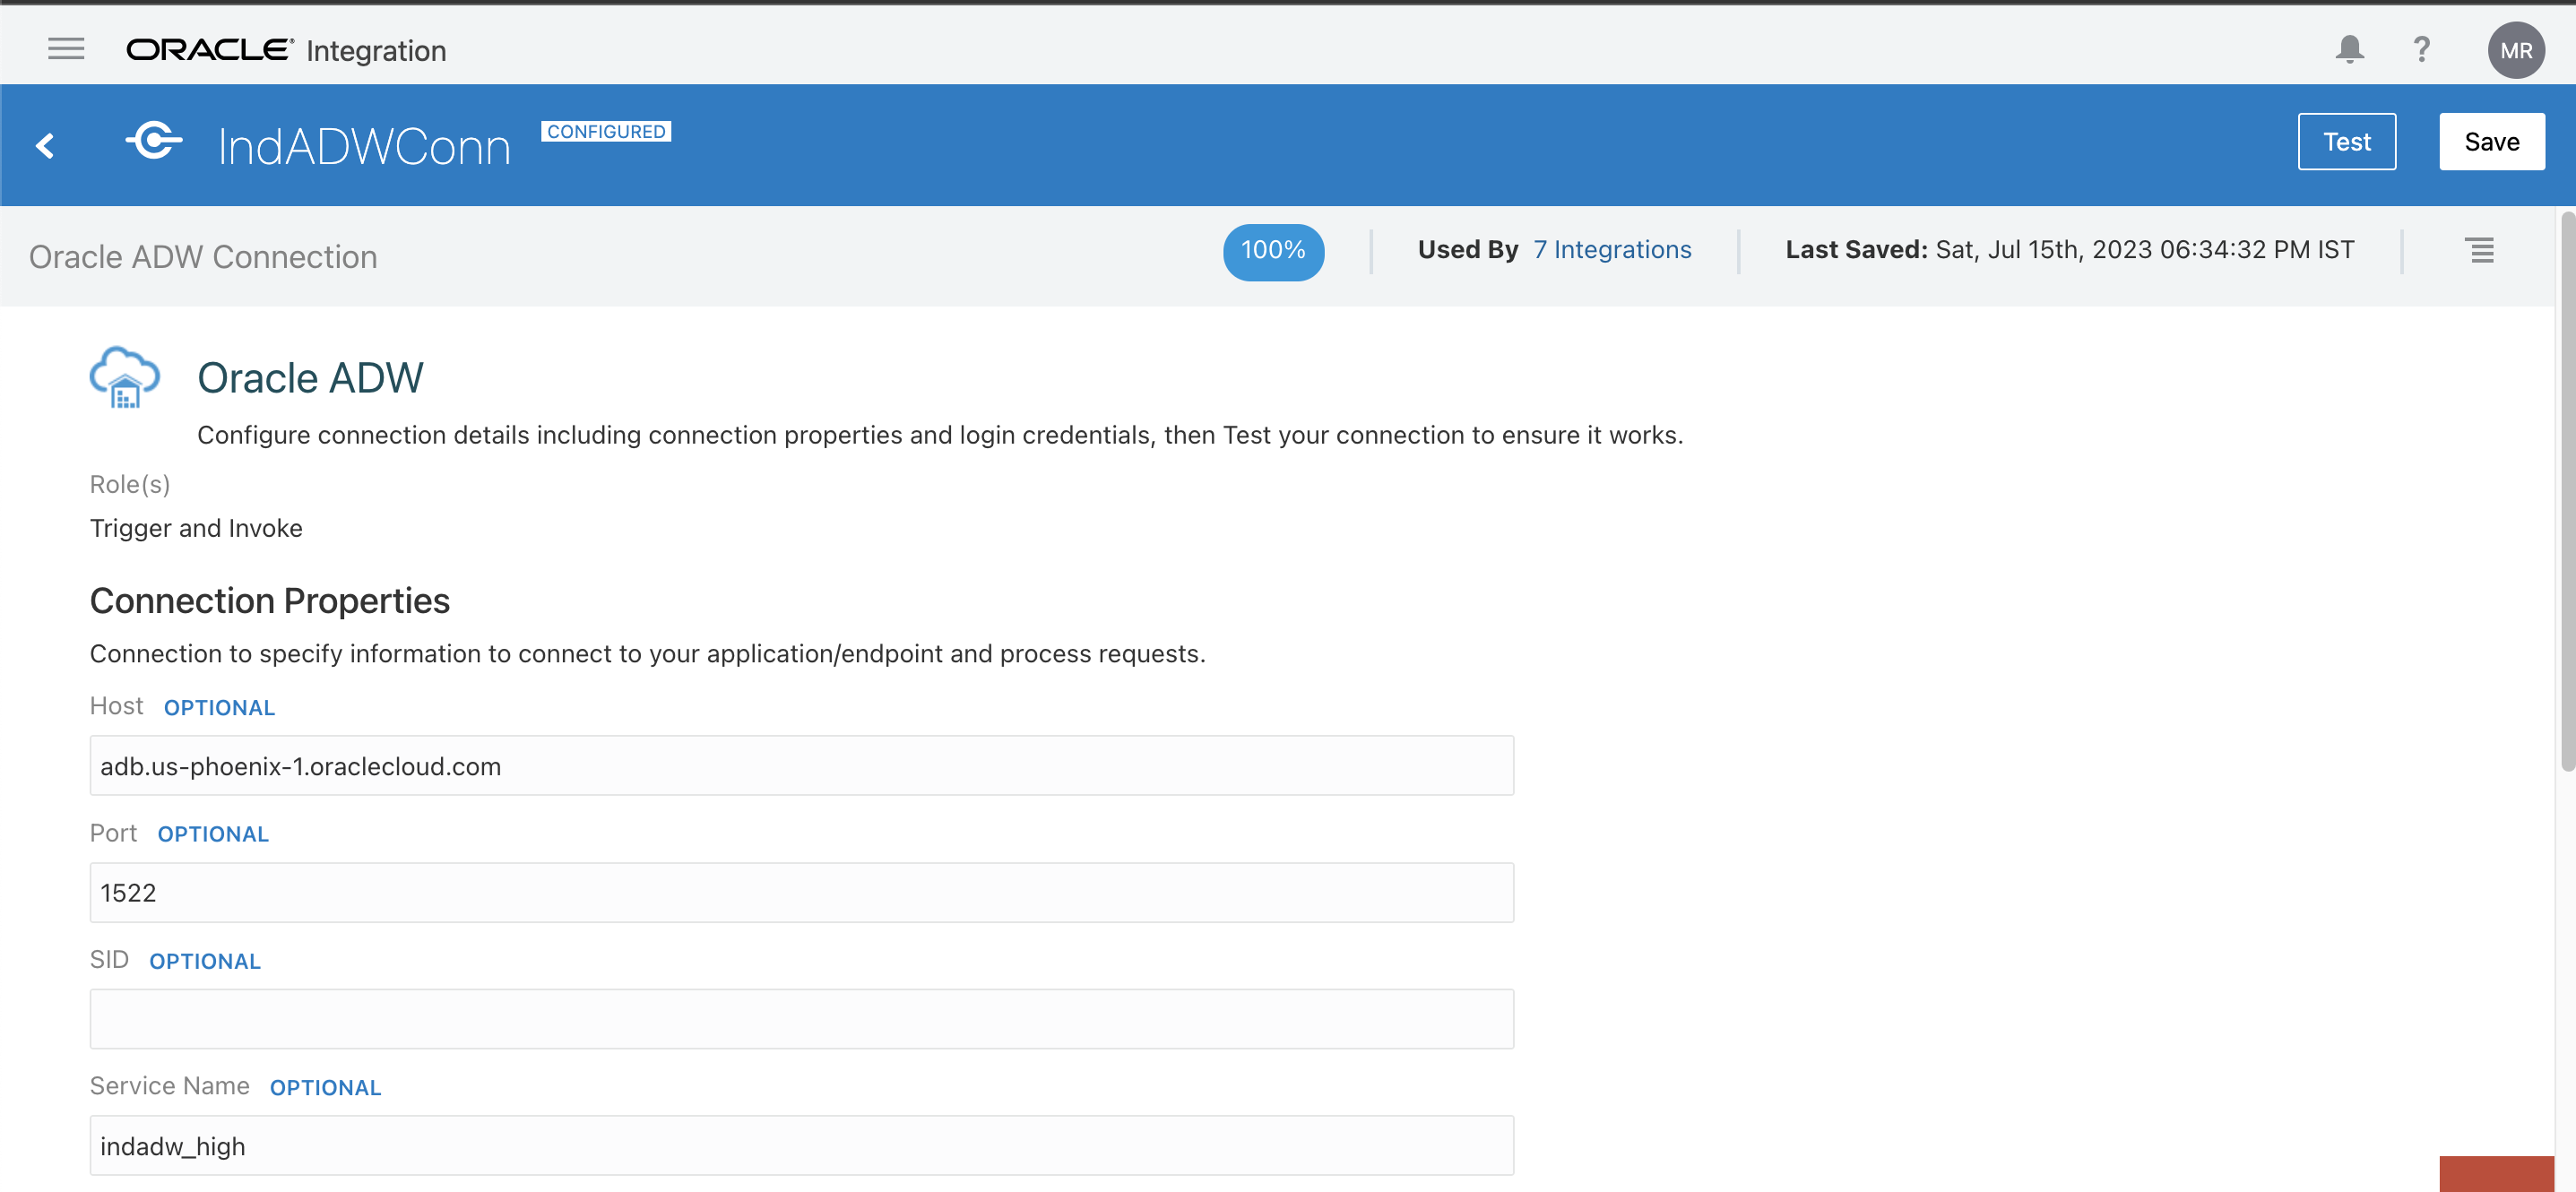 ORACLE® Integration
?
MR
IndADWConn CONFIGURED
Test
Save
Oracle ADW Connection
100%
Used By 7 Integrations
Last Saved: Sat, Jul 15th, 2023 06:34:32 PM IST
Oracle ADW
Configure connection details including connection properties and login credentials, then Test your connection to ensure it works.
Role(s)
Trigger and Invoke
Connection Properties
Connection to specify information to connect to your application/endpoint and process requests.
Host OPTIONAL
adb.us-phoenix-1.oraclecloud.com
Port OPTIONAL
1522
SID OPTIONAL
Service Name OPTIONAL
indadw_high